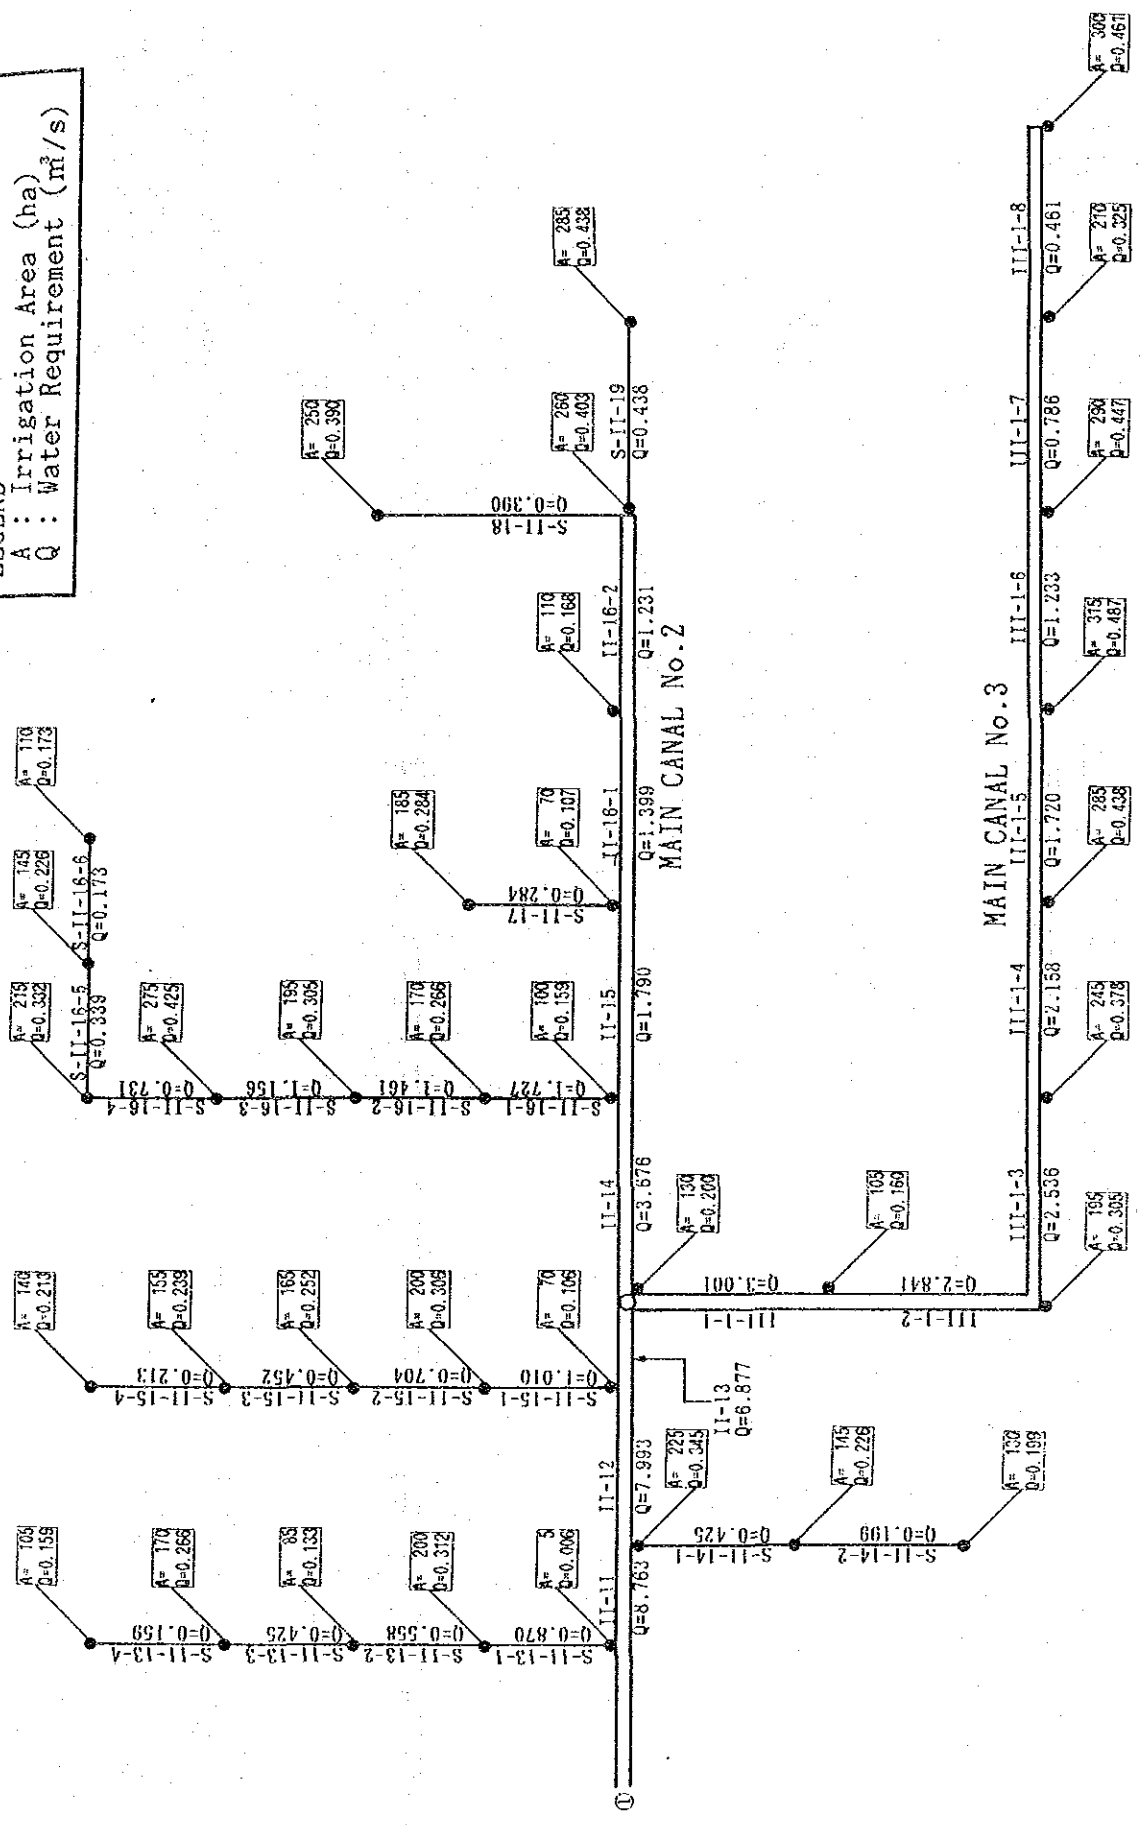 LEGEND
A : Irrigation Area (ha)
Q : Water Requirement (m³/s)
A= 105
Q=0.159
A= 170
Q=0.266
A= 85
Q=0.133
A= 200
Q=0.312
A= 5
Q=0.006
S-II-13-4
Q=0.159
S-II-13-3
Q=0.425
S-II-13-2
Q=0.558
S-II-13-1
Q=0.870
II-11
Q=8.763
A= 225
Q=0.345
A= 145
Q=0.226
A= 130
Q=0.199
S-II-14-1
Q=0.425
S-II-14-2
Q=0.199
II-12
Q=7.993
II-13
Q=6.877
A= 140
Q=0.213
A= 155
Q=0.239
A= 165
Q=0.252
A= 200
Q=0.306
A= 70
Q=0.106
S-II-15-4
Q=0.213
S-II-15-3
Q=0.452
S-II-15-2
Q=0.704
S-II-15-1
Q=1.010
II-14
Q=3.676
A= 130
Q=0.200
A= 105
Q=0.160
III-1-1
Q=3.001
III-1-2
Q=2.841
A= 215
Q=0.332
A= 145
Q=0.226
A= 110
Q=0.173
S-II-16-5
Q=0.339
S-II-16-6
Q=0.173
A= 275
Q=0.425
A= 195
Q=0.305
A= 170
Q=0.266
A= 100
Q=0.159
S-II-16-4
Q=0.731
S-II-16-3
Q=1.156
S-II-16-2
Q=1.461
S-II-16-1
Q=1.727
II-15
Q=1.790
A= 185
Q=0.284
A= 70
Q=0.107
S-II-17
Q=0.284
II-16-1
Q=1.399
A= 110
Q=0.168
II-16-2
Q=1.231
MAIN CANAL No.2
A= 250
Q=0.390
S-II-18
Q=0.390
A= 260
Q=0.403
A= 285
Q=0.438
S-II-19
Q=0.438
MAIN CANAL No.3
III-1-3
Q=2.536
A= 195
Q=0.305
III-1-4
Q=2.158
A= 245
Q=0.378
III-1-5
Q=1.720
A= 285
Q=0.438
III-1-6
Q=1.233
A= 315
Q=0.487
III-1-7
Q=0.786
A= 290
Q=0.447
III-1-8
Q=0.461
A= 210
Q=0.325
A= 300
Q=0.461
1